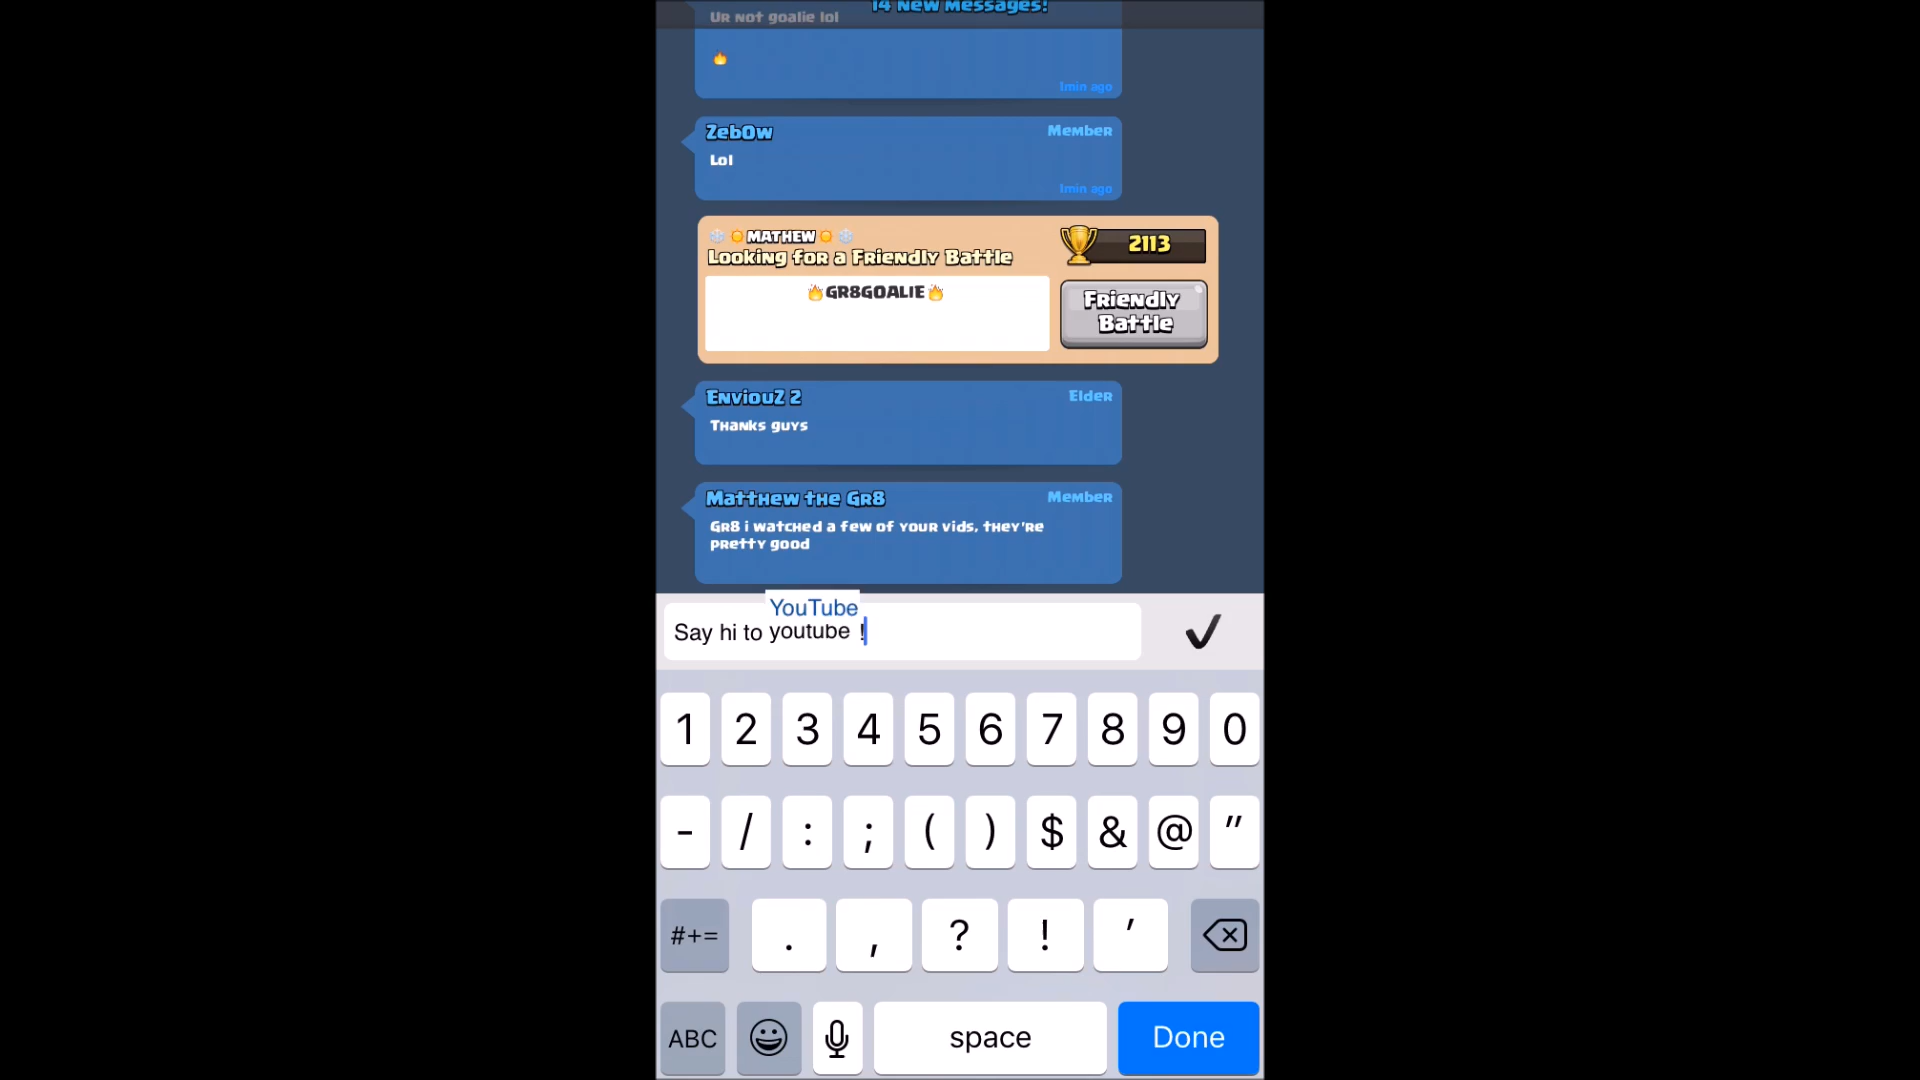 14 New Messages!
Ur not goalie lol
🔥
1min ago
Zeb0w
Member
Lol
1min ago
❄️☀️MATHEW☀️❄️
2113
Looking for a Friendly Battle
🔥GR8GOALIE🔥
Friendly
Battle
EnviouZ 2
Elder
Thanks guys
Matthew the Gr8
Member
Gr8 i watched a few of your vids, they're
pretty good
YouTube
Say hi to youtube !
1 2 3 4 5 6 7 8 9 0
- / : ; ( ) $ & @ "
#+= . , ? ! '
ABC space Done